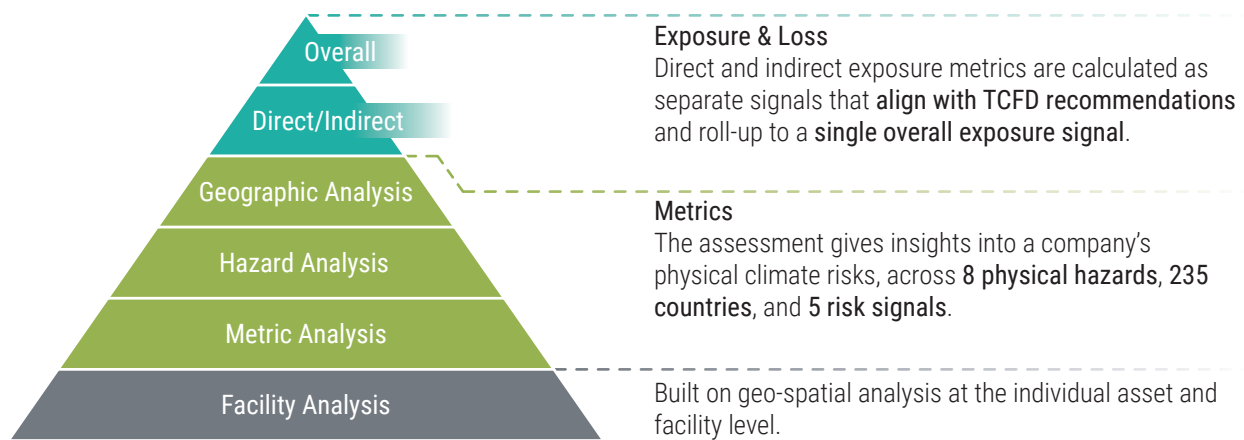 Overall
Direct/Indirect
Geographic Analysis
Hazard Analysis
Metric Analysis
Facility Analysis
Exposure & Loss
Direct and indirect exposure metrics are calculated as
separate signals that align with TCFD recommendations
and roll-up to a single overall exposure signal.
Metrics
The assessment gives insights into a company's
physical climate risks, across 8 physical hazards, 235
countries, and 5 risk signals.
Built on geo-spatial analysis at the individual asset and
facility level.